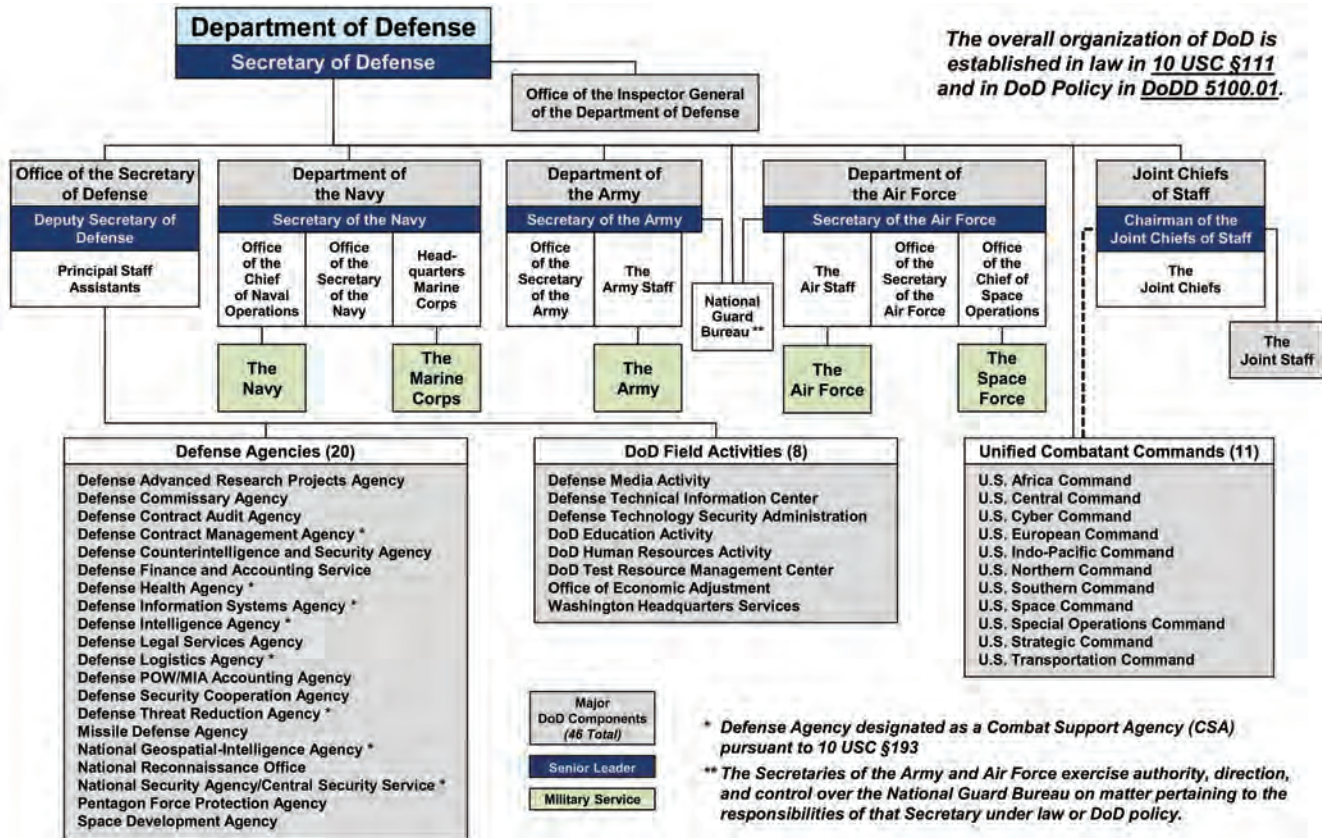 Department of Defense
Secretary of Defense
The overall organization of DoD is
established in law in 10 USC §111
and in DoD Policy in DoDD 5100.01.
Office of the Inspector General
of the Department of Defense
Office of the Secretary
of Defense
Deputy Secretary of
Defense
Principal Staff
Assistants
Department of
the Navy
Secretary of the Navy
Office
of the
Chief
of Naval
Operations
Office
of the
Secretary
of the
Navy
Head-
quarters
Marine
Corps
The
Navy
The
Marine
Corps
Department of
the Army
Secretary of the Army
Office
of the
Secretary
of the
Army
The
Army Staff
The
Army
National
Guard
Bureau **
Department of
the Air Force
Secretary of the Air Force
The
Air Staff
Office
of the
Secretary
of the
Air Force
Office
of the
Chief of
Space
Operations
The
Air Force
The
Space
Force
Joint Chiefs
of Staff
Chairman of the
Joint Chiefs of Staff
The
Joint Chiefs
The
Joint Staff
Defense Agencies (20)
Defense Advanced Research Projects Agency
Defense Commissary Agency
Defense Contract Audit Agency
Defense Contract Management Agency *
Defense Counterintelligence and Security Agency
Defense Finance and Accounting Service
Defense Health Agency *
Defense Information Systems Agency *
Defense Intelligence Agency *
Defense Legal Services Agency
Defense Logistics Agency *
Defense POW/MIA Accounting Agency
Defense Security Cooperation Agency
Defense Threat Reduction Agency *
Missile Defense Agency
National Geospatial-Intelligence Agency *
National Reconnaissance Office
National Security Agency/Central Security Service *
Pentagon Force Protection Agency
Space Development Agency
DoD Field Activities (8)
Defense Media Activity
Defense Technical Information Center
Defense Technology Security Administration
DoD Education Activity
DoD Human Resources Activity
DoD Test Resource Management Center
Office of Economic Adjustment
Washington Headquarters Services
Unified Combatant Commands (11)
U.S. Africa Command
U.S. Central Command
U.S. Cyber Command
U.S. European Command
U.S. Indo-Pacific Command
U.S. Northern Command
U.S. Southern Command
U.S. Space Command
U.S. Special Operations Command
U.S. Strategic Command
U.S. Transportation Command
Major
DoD Components
(46 Total)
Senior Leader
Military Service
* Defense Agency designated as a Combat Support Agency (CSA)
pursuant to 10 USC §193
** The Secretaries of the Army and Air Force exercise authority, direction,
and control over the National Guard Bureau on matter pertaining to the
responsibilities of that Secretary under law or DoD policy.